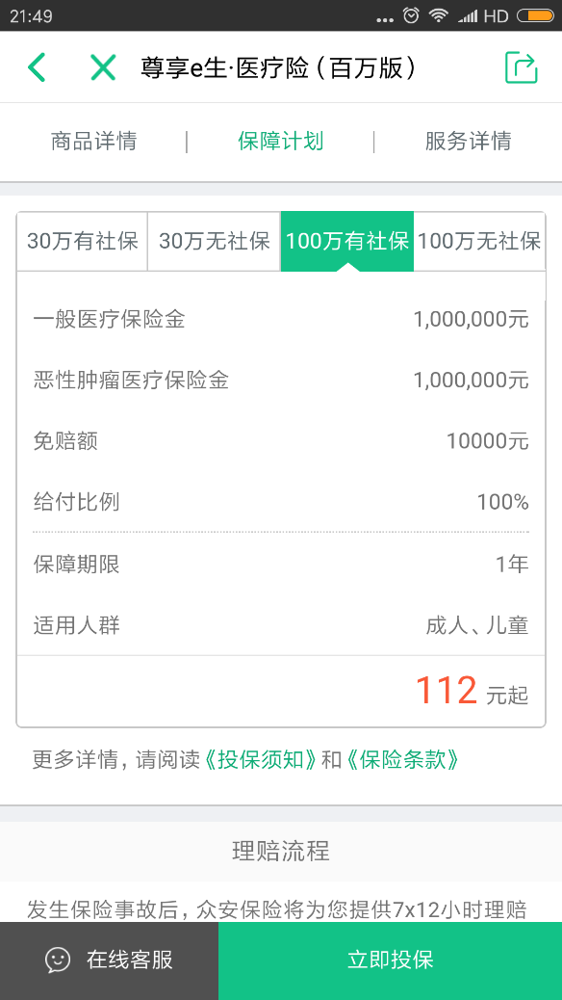 21:49 ... HD
尊享e生·医疗险（百万版）
商品详情 | 保障计划 | 服务详情
30万有社保 30万无社保 100万有社保 100万无社保
一般医疗保险金 1,000,000元
恶性肿瘤医疗保险金 1,000,000元
免赔额 10000元
给付比例 100%
保障期限 1年
适用人群 成人、儿童
112 元起
更多详情，请阅读《投保须知》和《保险条款》
理赔流程
发生保险事故后，众安保险将为您提供7x12小时理赔
在线客服 立即投保